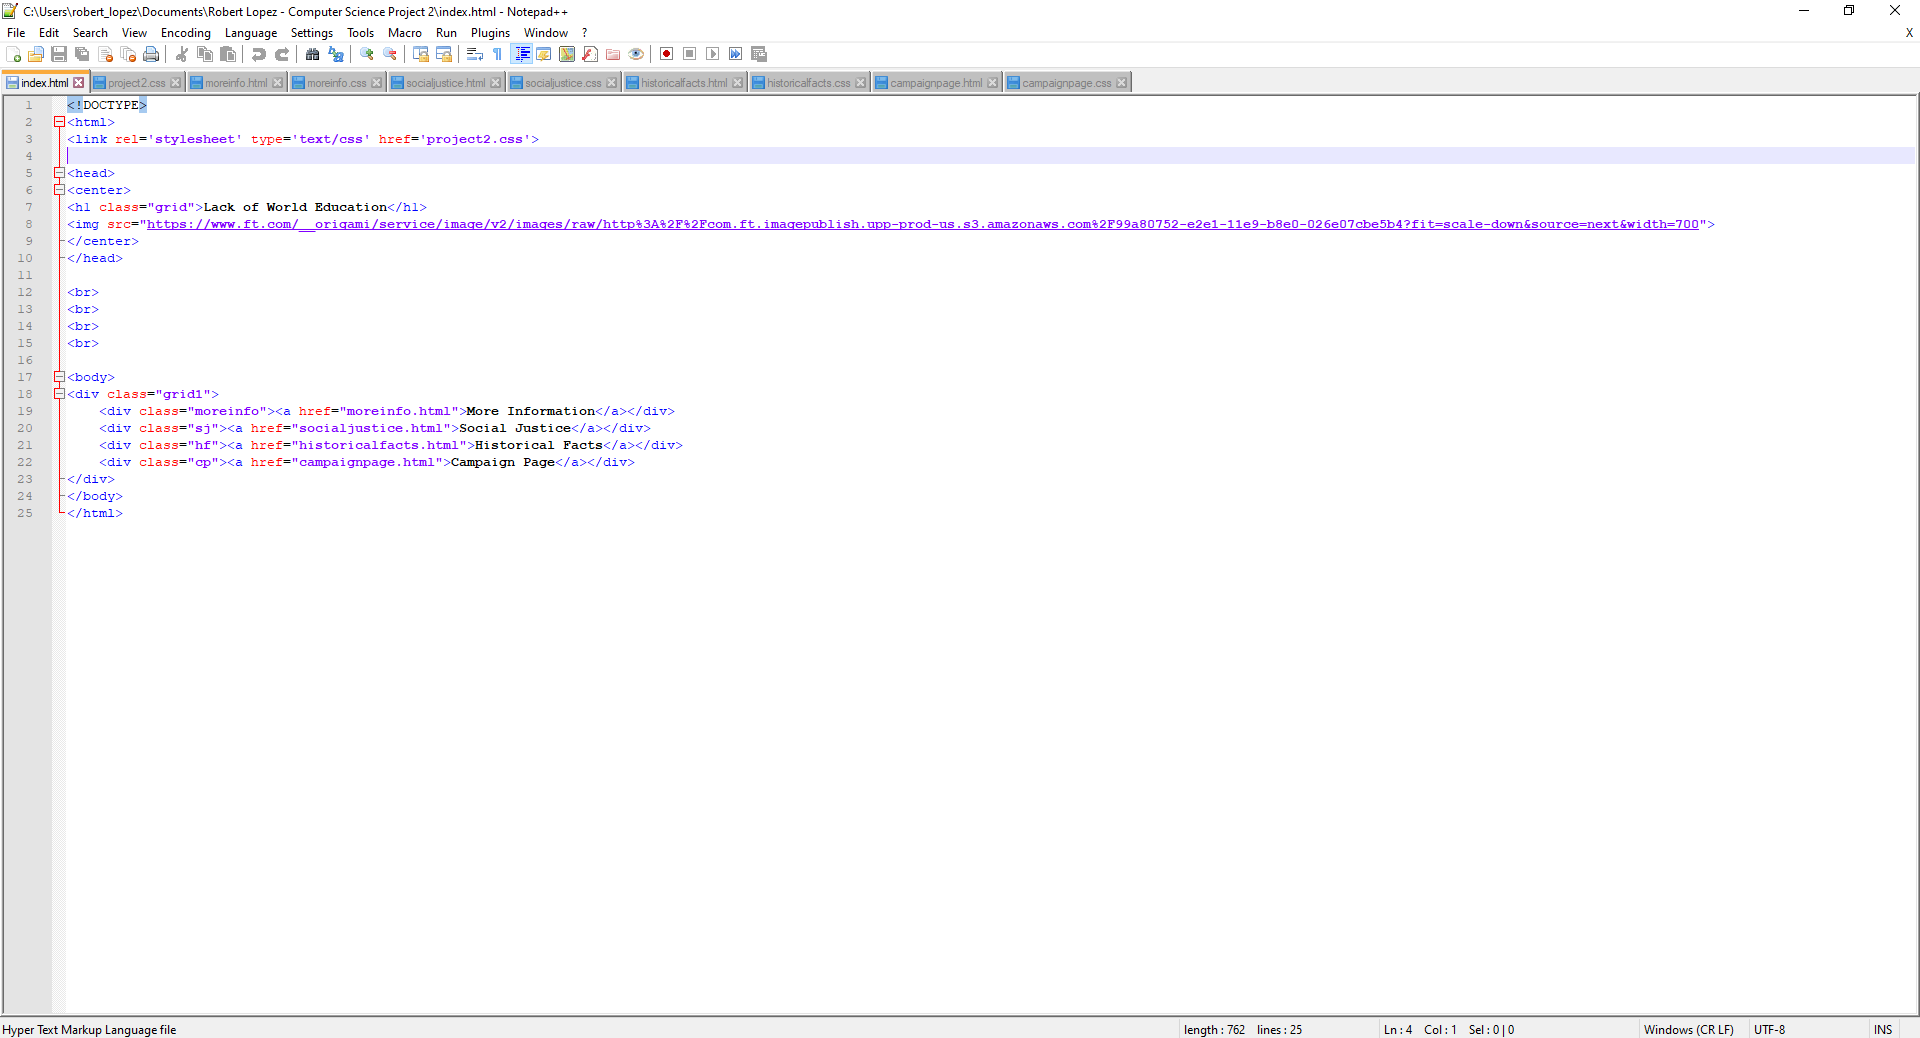 C:\Users\robert_lopez\Documents\Robert Lopez - Computer Science Project 2\index.html - Notepad++
File Edit Search View Encoding Language Settings Tools Macro Run Plugins Window ? X
index.html project2.css moreinfo.html moreinfo.css socialjustice.html socialjustice.css historicalfacts.html historicalfacts.css campaignpage.html campaignpage.css
1 <!DOCTYPE>
2 <html>
3 <link rel='stylesheet' type='text/css' href='project2.css'>
4
5 <head>
6 <center>
7 <h1 class="grid">Lack of World Education</h1>
8 <img src="https://www.ft.com/__origami/service/image/v2/images/raw/http%3A%2F%2Fcom.ft.imagepublish.upp-prod-us.s3.amazonaws.com%2F99a80752-e2e1-11e9-b8e0-026e07cbe5b4?fit=scale-down&source=next&width=700">
9 </center>
10 </head>
11
12 <br>
13 <br>
14 <br>
15 <br>
16
17 <body>
18 <div class="grid1">
19 <div class="moreinfo"><a href="moreinfo.html">More Information</a></div>
20 <div class="sj"><a href="socialjustice.html">Social Justice</a></div>
21 <div class="hf"><a href="historicalfacts.html">Historical Facts</a></div>
22 <div class="cp"><a href="campaignpage.html">Campaign Page</a></div>
23 </div>
24 </body>
25 </html>
Hyper Text Markup Language file length : 762 lines : 25 Ln : 4 Col : 1 Sel : 0 | 0 Windows (CR LF) UTF-8 INS